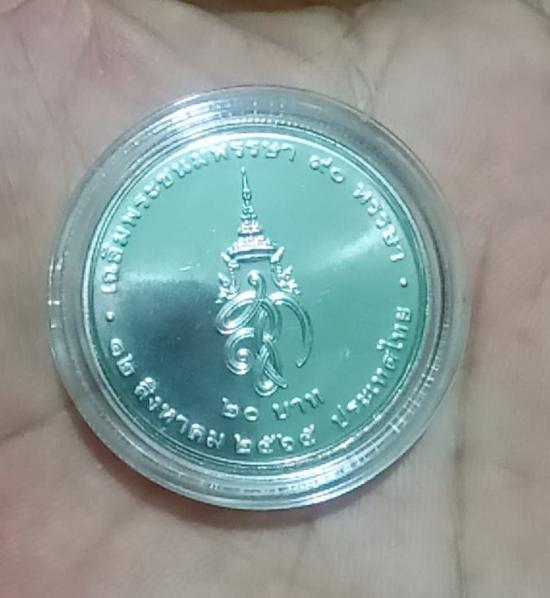 เฉลิมพระชนมพรรษา ๙๐ พรรษา
๒๐ บาท
๑๒ สิงหาคม ๒๕๖๕ ประเทศไทย